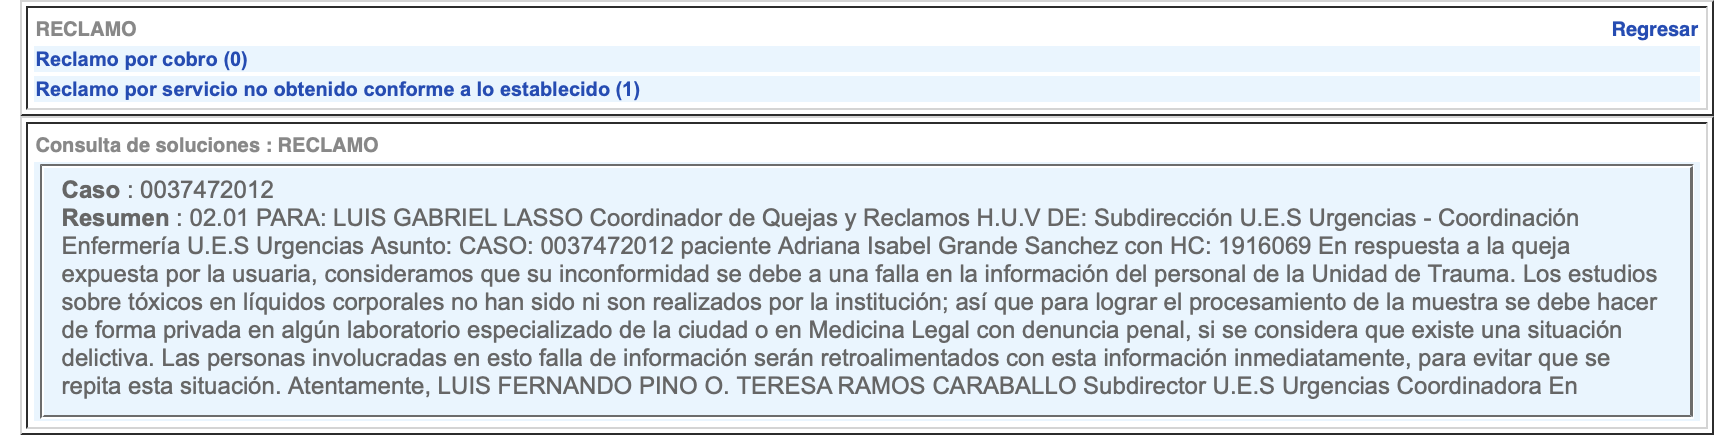 RECLAMO Regresar
Reclamo por cobro (0)
Reclamo por servicio no obtenido conforme a lo establecido (1)
Consulta de soluciones : RECLAMO
Caso : 0037472012
Resumen : 02.01 PARA: LUIS GABRIEL LASSO Coordinador de Quejas y Reclamos H.U.V DE: Subdirección U.E.S Urgencias - Coordinación
Enfermería U.E.S Urgencias Asunto: CASO: 0037472012 paciente Adriana Isabel Grande Sanchez con HC: 1916069 En respuesta a la queja
expuesta por la usuaria, consideramos que su inconformidad se debe a una falla en la información del personal de la Unidad de Trauma. Los estudios
sobre tóxicos en líquidos corporales no han sido ni son realizados por la institución; así que para lograr el procesamiento de la muestra se debe hacer
de forma privada en algún laboratorio especializado de la ciudad o en Medicina Legal con denuncia penal, si se considera que existe una situación
delictiva. Las personas involucradas en esto falla de información serán retroalimentados con esta información inmediatamente, para evitar que se
repita esta situación. Atentamente, LUIS FERNANDO PINO O. TERESA RAMOS CARABALLO Subdirector U.E.S Urgencias Coordinadora En